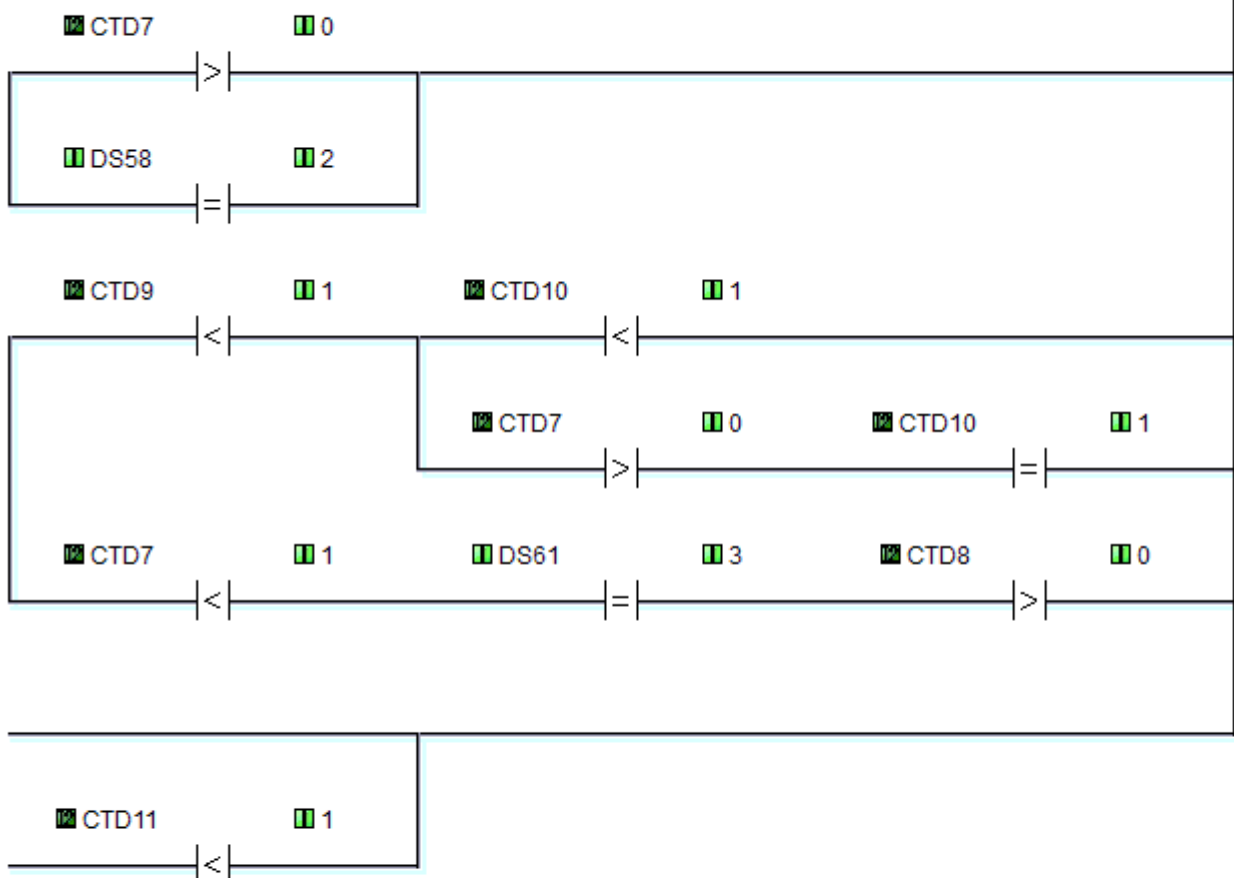 CTD7 0
>
DS58 2
=
CTD9 1 CTD10 1
< <
CTD7 0 CTD10 1
> =
CTD7 1 DS61 3 CTD8 0
< = >
CTD11 1
<